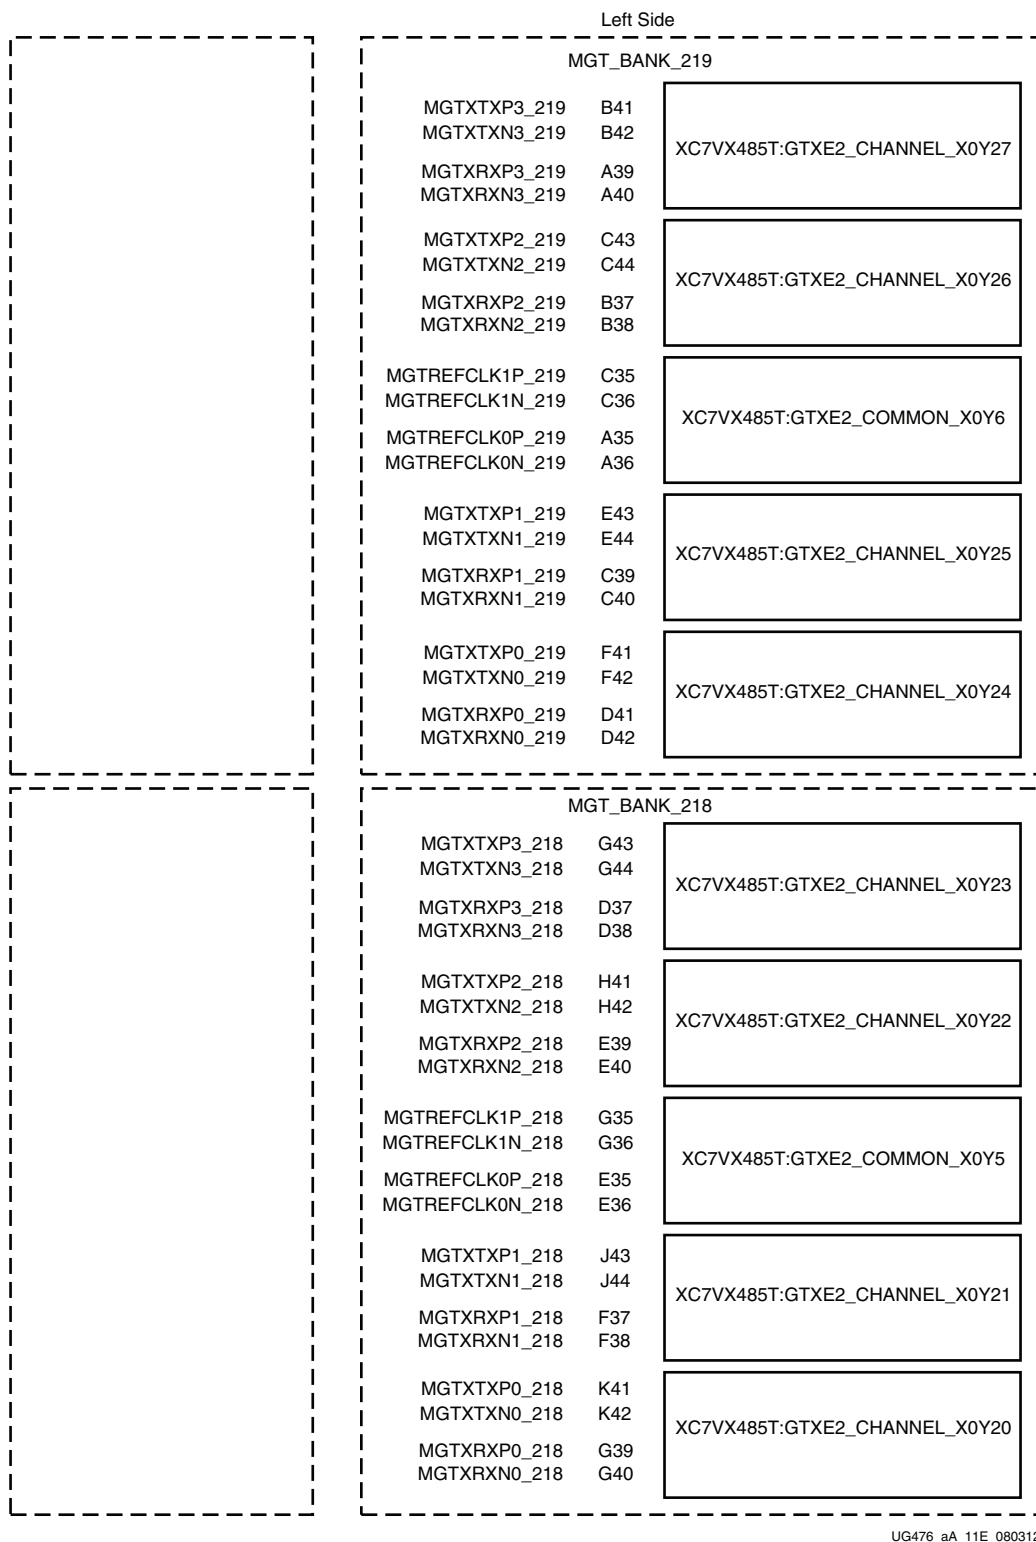 Left Side
MGT_BANK_219
MGTXTXP3_219 B41
MGTXTXN3_219 B42
XC7VX485T:GTXE2_CHANNEL_X0Y27
MGTXRXP3_219 A39
MGTXRXN3_219 A40
MGTXTXP2_219 C43
MGTXTXN2_219 C44
XC7VX485T:GTXE2_CHANNEL_X0Y26
MGTXRXP2_219 B37
MGTXRXN2_219 B38
MGTREFCLK1P_219 C35
MGTREFCLK1N_219 C36
XC7VX485T:GTXE2_COMMON_X0Y6
MGTREFCLK0P_219 A35
MGTREFCLK0N_219 A36
MGTXTXP1_219 E43
MGTXTXN1_219 E44
XC7VX485T:GTXE2_CHANNEL_X0Y25
MGTXRXP1_219 C39
MGTXRXN1_219 C40
MGTXTXP0_219 F41
MGTXTXN0_219 F42
XC7VX485T:GTXE2_CHANNEL_X0Y24
MGTXRXP0_219 D41
MGTXRXN0_219 D42
MGT_BANK_218
MGTXTXP3_218 G43
MGTXTXN3_218 G44
XC7VX485T:GTXE2_CHANNEL_X0Y23
MGTXRXP3_218 D37
MGTXRXN3_218 D38
MGTXTXP2_218 H41
MGTXTXN2_218 H42
XC7VX485T:GTXE2_CHANNEL_X0Y22
MGTXRXP2_218 E39
MGTXRXN2_218 E40
MGTREFCLK1P_218 G35
MGTREFCLK1N_218 G36
XC7VX485T:GTXE2_COMMON_X0Y5
MGTREFCLK0P_218 E35
MGTREFCLK0N_218 E36
MGTXTXP1_218 J43
MGTXTXN1_218 J44
XC7VX485T:GTXE2_CHANNEL_X0Y21
MGTXRXP1_218 F37
MGTXRXN1_218 F38
MGTXTXP0_218 K41
MGTXTXN0_218 K42
XC7VX485T:GTXE2_CHANNEL_X0Y20
MGTXRXP0_218 G39
MGTXRXN0_218 G40
UG476_aA_11E_080312